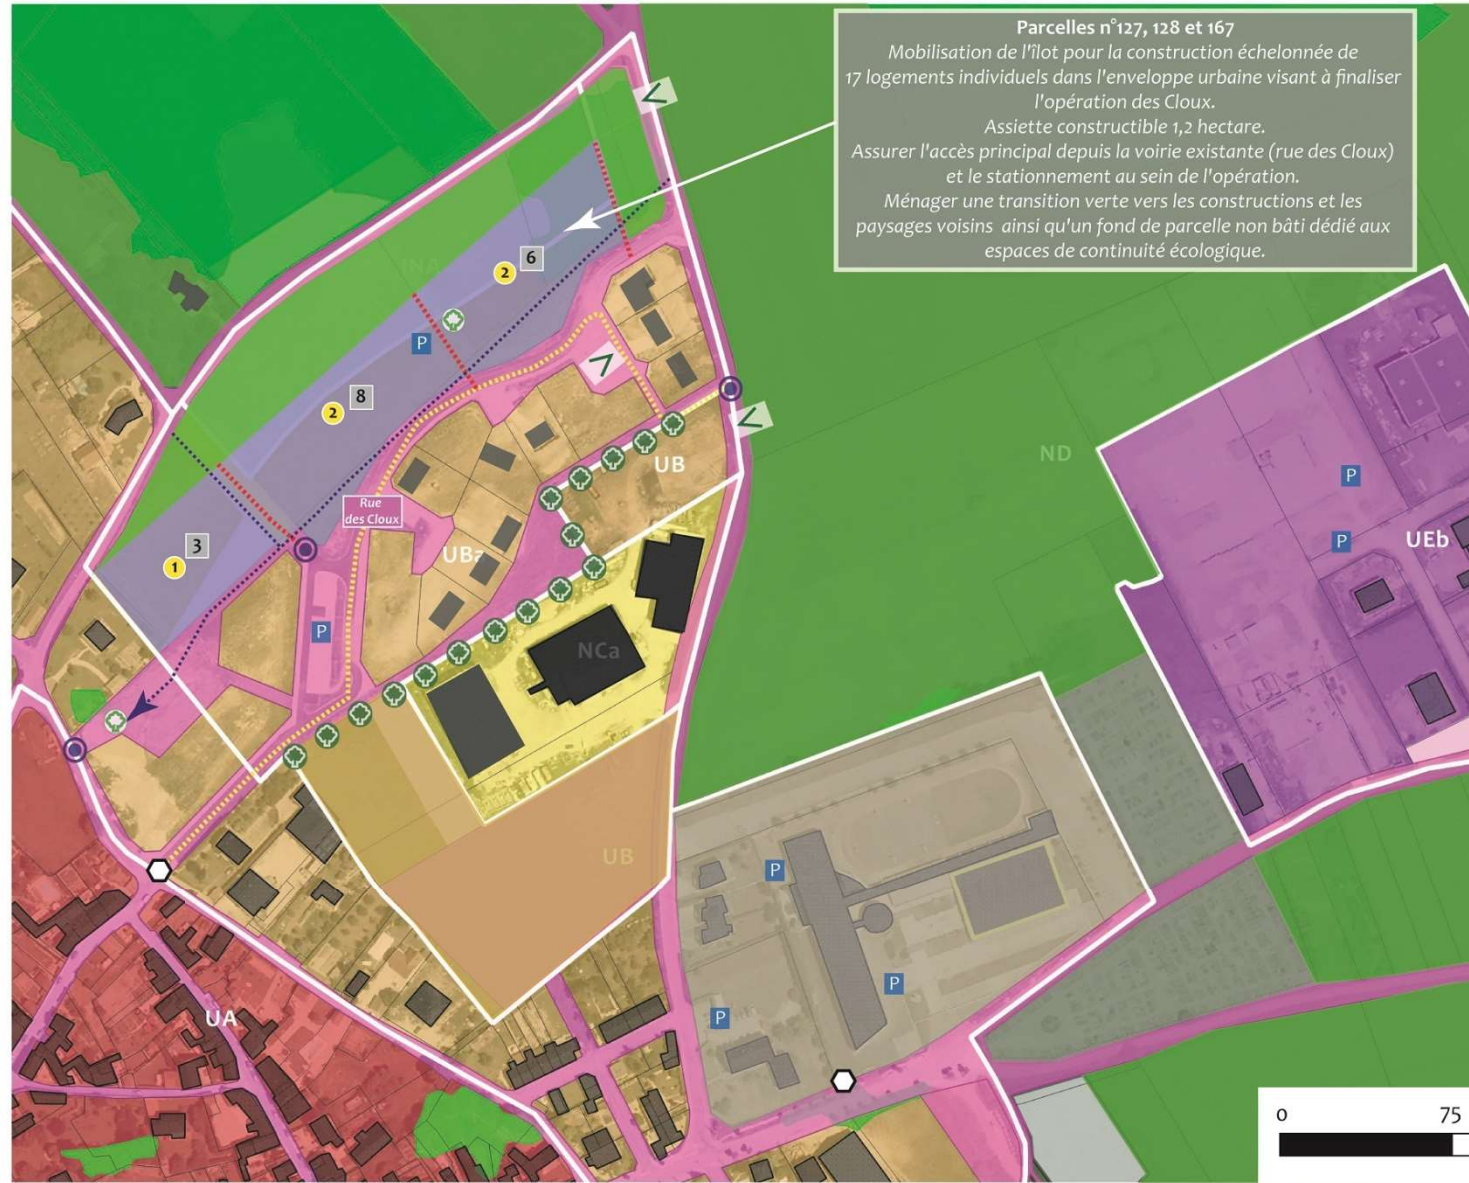 Parcelles n°127, 128 et 167
Mobilisation de l'îlot pour la construction échelonnée de
17 logements individuels dans l'enveloppe urbaine visant à finaliser
l'opération des Cloux.
Assiette constructible 1,2 hectare.
Assurer l'accès principal depuis la voirie existante (rue des Cloux)
et le stationnement au sein de l'opération.
Ménager une transition verte vers les constructions et les
paysages voisins ainsi qu'un fond de parcelle non bâti dédié aux
espaces de continuité écologique.
6
2
P
8
2
ND
UB
P
Rue
des Cloux
P
UEb
3
1
UBa
P
NCa
UB
P
P
UA
P
0 75